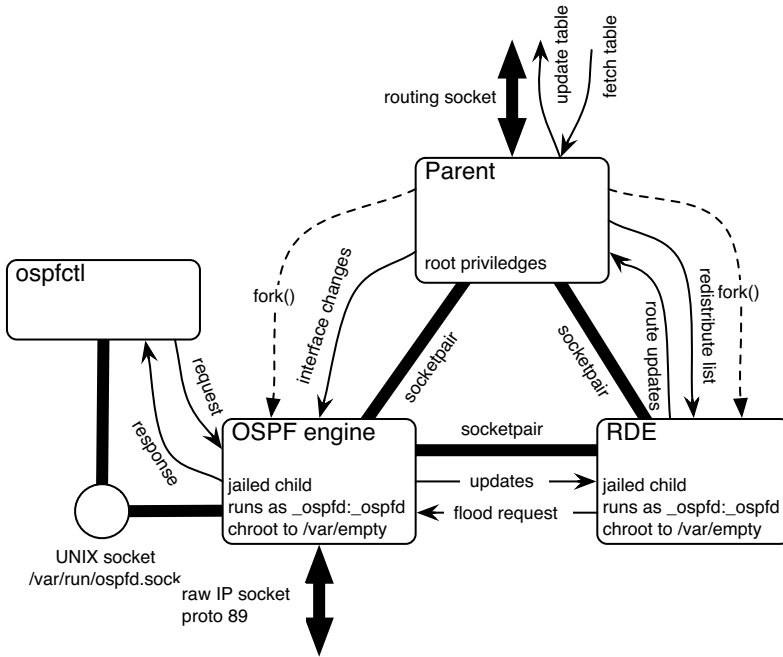 update table
fetch table
routing socket
Parent
root priviledges
ospfctl
fork()
interface changes
socketpair
socketpair
route updates
redistribute list
fork()
request
response
OSPF engine
jailed child
runs as _ospfd:_ospfd
chroot to /var/empty
socketpair
updates
flood request
RDE
jailed child
runs as _ospfd:_ospfd
chroot to /var/empty
UNIX socket
/var/run/ospfd.sock
raw IP socket
proto 89